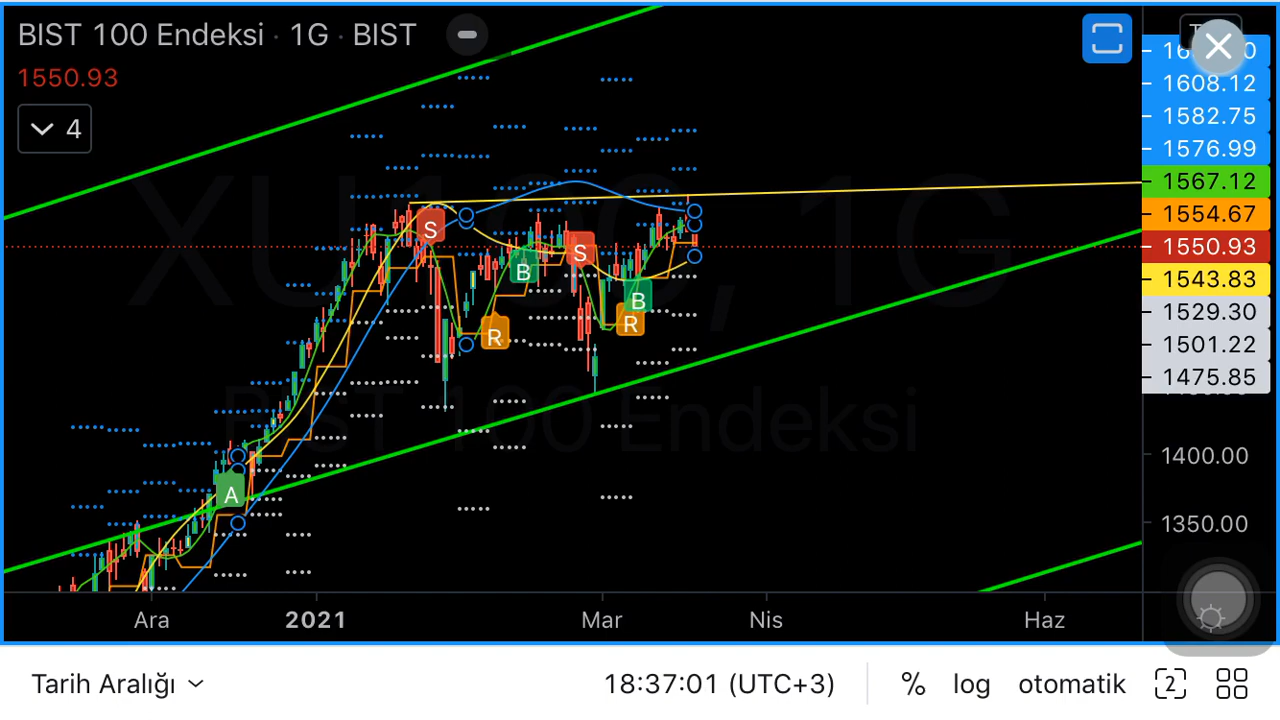 BIST 100 Endeksi · 1G · BIST
1550.93
4
XU100, 1G
BIST 100 Endeksi
S
B
S
B
R
R
A
1608.12
1582.75
1576.99
1567.12
1554.67
1550.93
1543.83
1529.30
1501.22
1475.85
1400.00
1350.00
Ara 2021 Mar Nis Haz
Tarih Aralığı 18:37:01 (UTC+3) % log otomatik 2